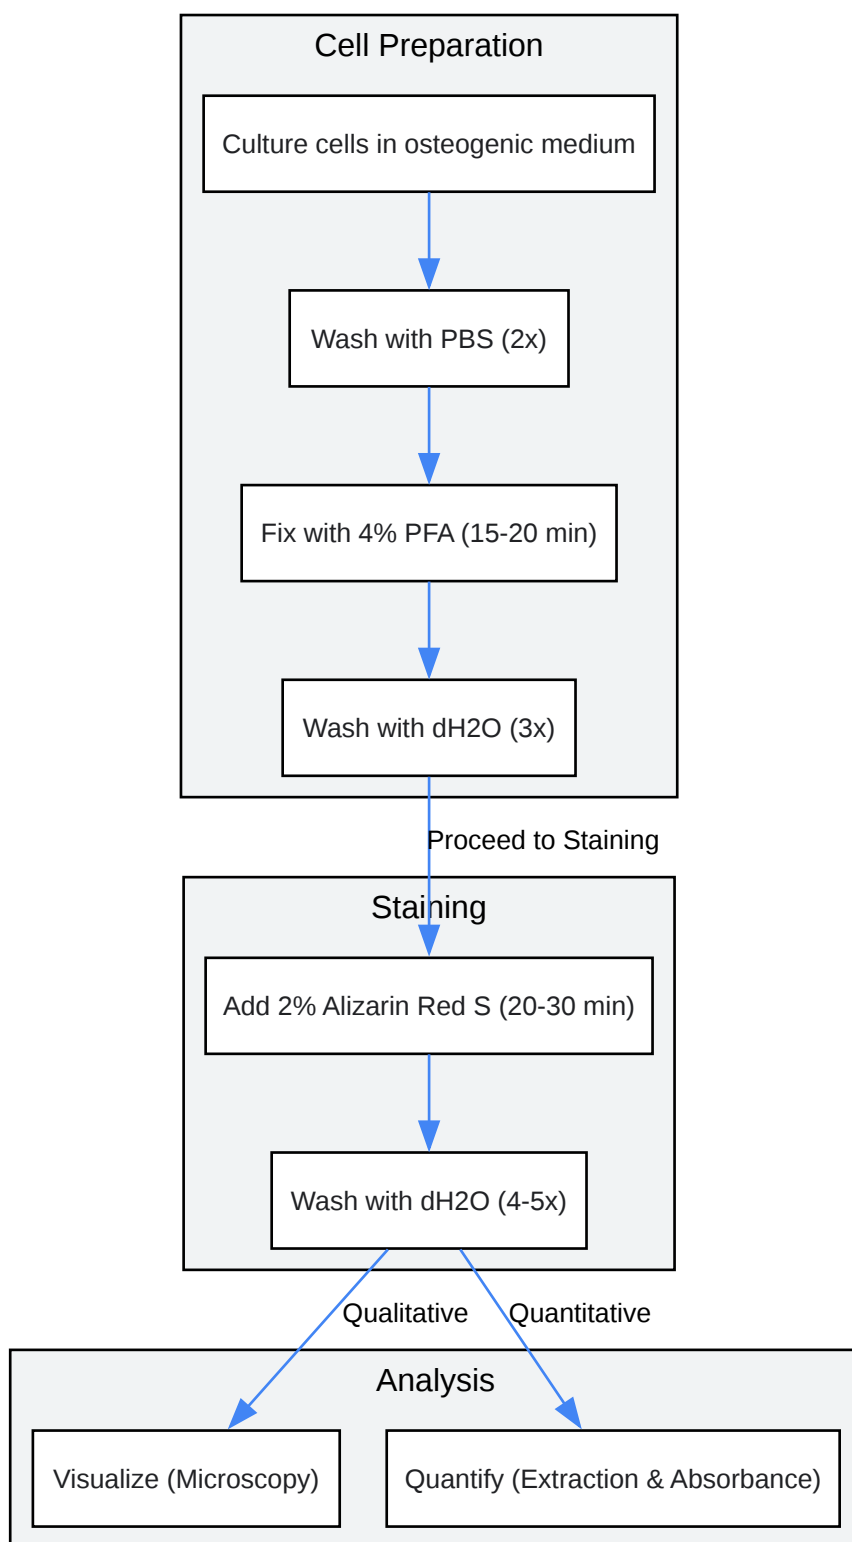 Cell Preparation
Culture cells in osteogenic medium
Wash with PBS (2x)
Fix with 4% PFA (15-20 min)
Wash with dH2O (3x)
Proceed to Staining
Staining
Add 2% Alizarin Red S (20-30 min)
Wash with dH2O (4-5x)
Qualitative
Quantitative
Analysis
Visualize (Microscopy)
Quantify (Extraction & Absorbance)